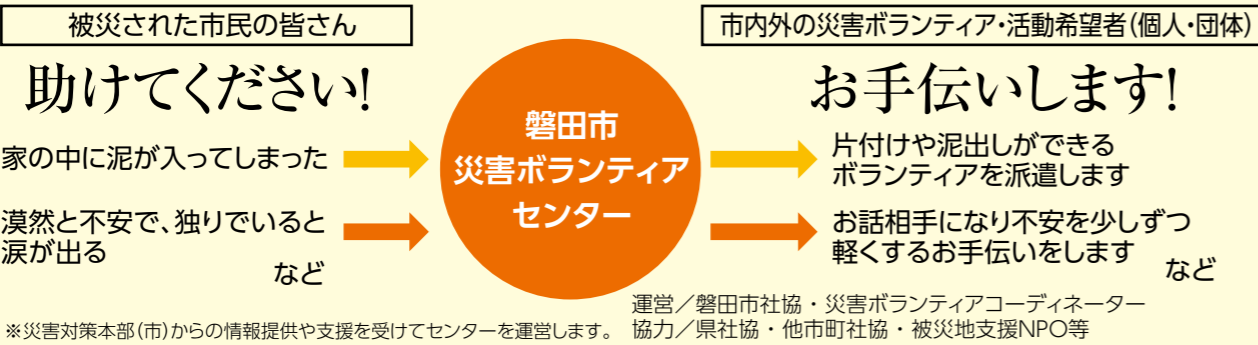 被災された市民の皆さん
助けてください!
家の中に泥が入ってしまった
漠然と不安で、独りでいると
涙が出る
など
磐田市
災害ボランティア
センター
市内外の災害ボランティア・活動希望者(個人・団体)
お手伝いします!
片付けや泥出しができる
ボランティアを派遣します
お話相手になり不安を少しずつ
軽くするお手伝いをします
など
運営/磐田市社協・災害ボランティアコーディネーター
※災害対策本部(市)からの情報提供や支援を受けてセンターを運営します。
協力/県社協・他市町社協・被災地支援NPO等